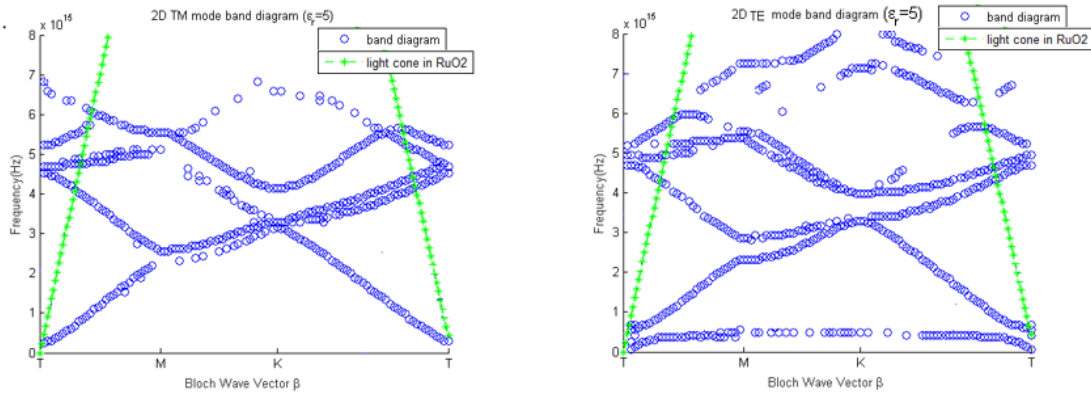 x 10^15
2D TM mode band diagram (ε_r=5)
band diagram
light cone in RuO2
8
7
6
5
4
3
2
1
0
Frequency(Hz)
T M K T
Bloch Wave Vector β
x 10^15
2D TE mode band diagram (ε_r=5)
band diagram
light cone in RuO2
8
7
6
5
4
3
2
1
0
Frequency(Hz)
T M K T
Bloch Wave Vector β